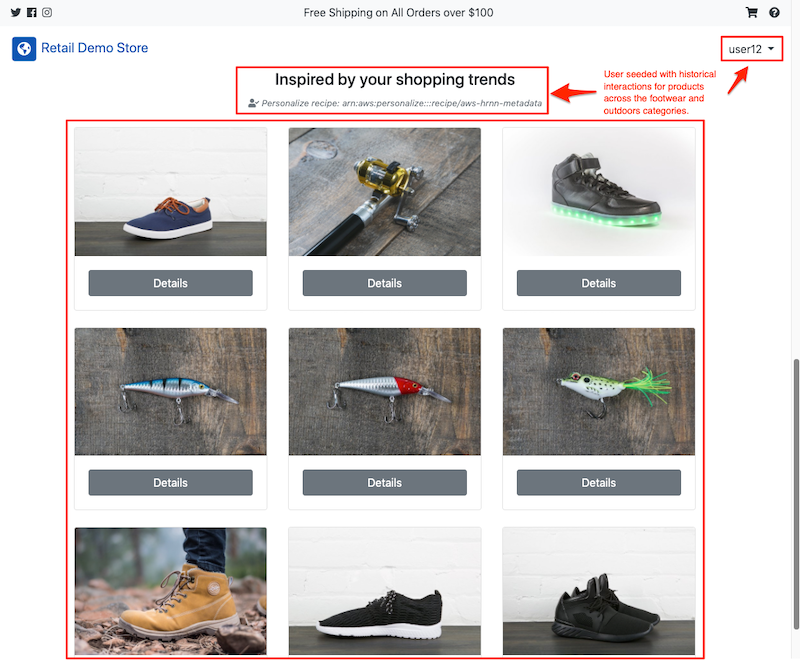 Free Shipping on All Orders over $100
Retail Demo Store
user12
Inspired by your shopping trends
Personalize recipe: arn:aws:personalize:::recipe/aws-hrnn-metadata
User seeded with historical
interactions for products
across the footwear and
outdoors categories.
Details
Details
Details
Details
Details
Details